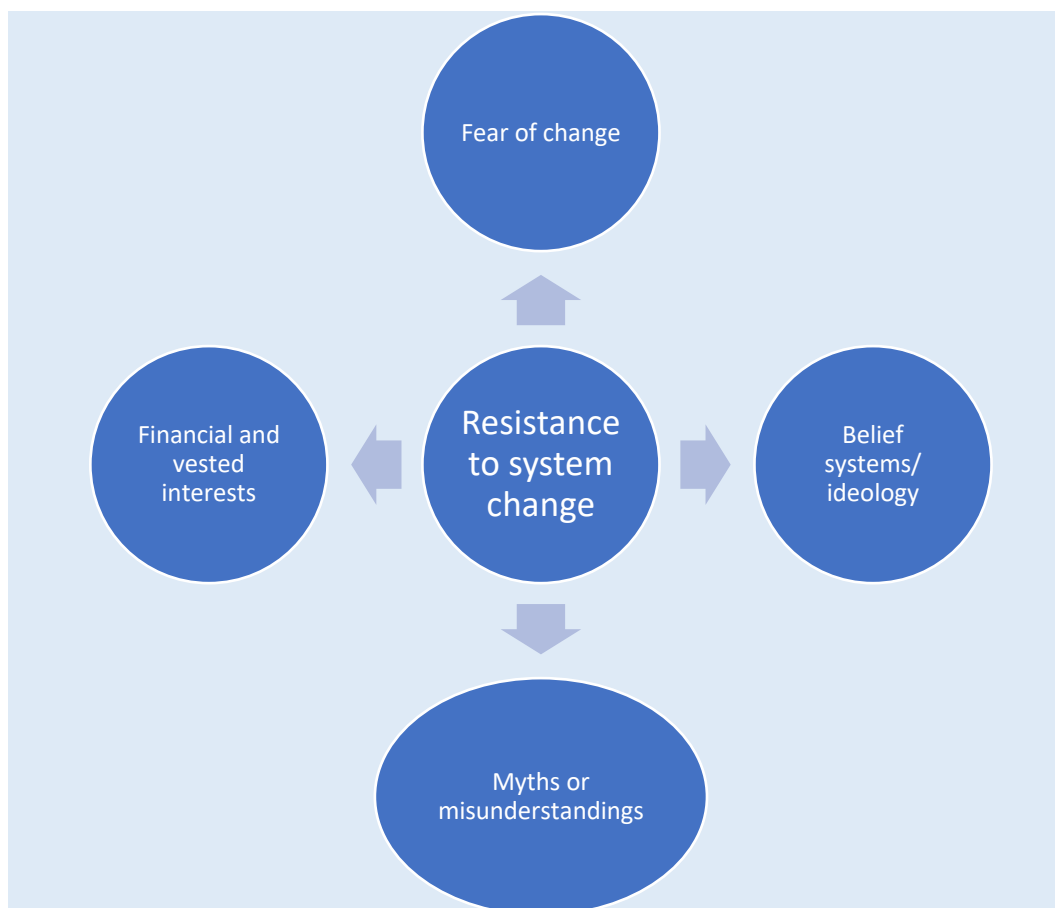 Fear of change
Financial and
vested
interests
Resistance
to system
change
Belief
systems/
ideology
Myths or
misunderstandings